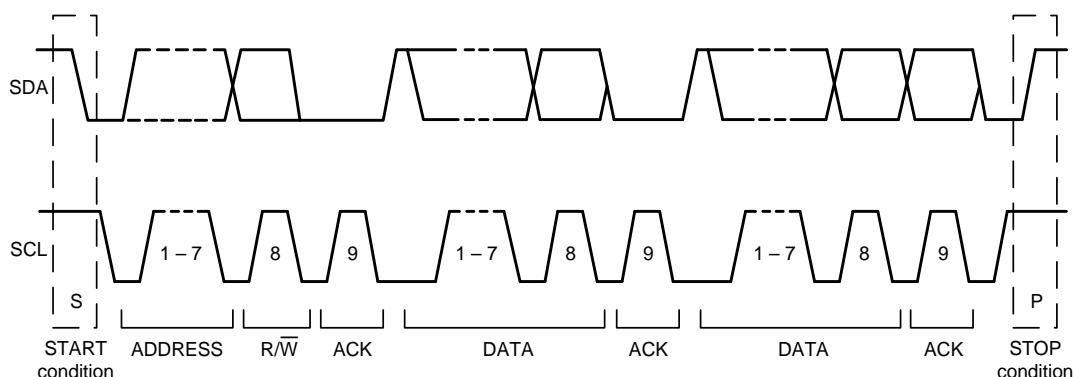 SDA
SCL
1 – 7
8
9
1 – 7
8
9
1 – 7
8
9
S
P
START
condition
ADDRESS
R/W̅
ACK
DATA
ACK
DATA
ACK
STOP
condition